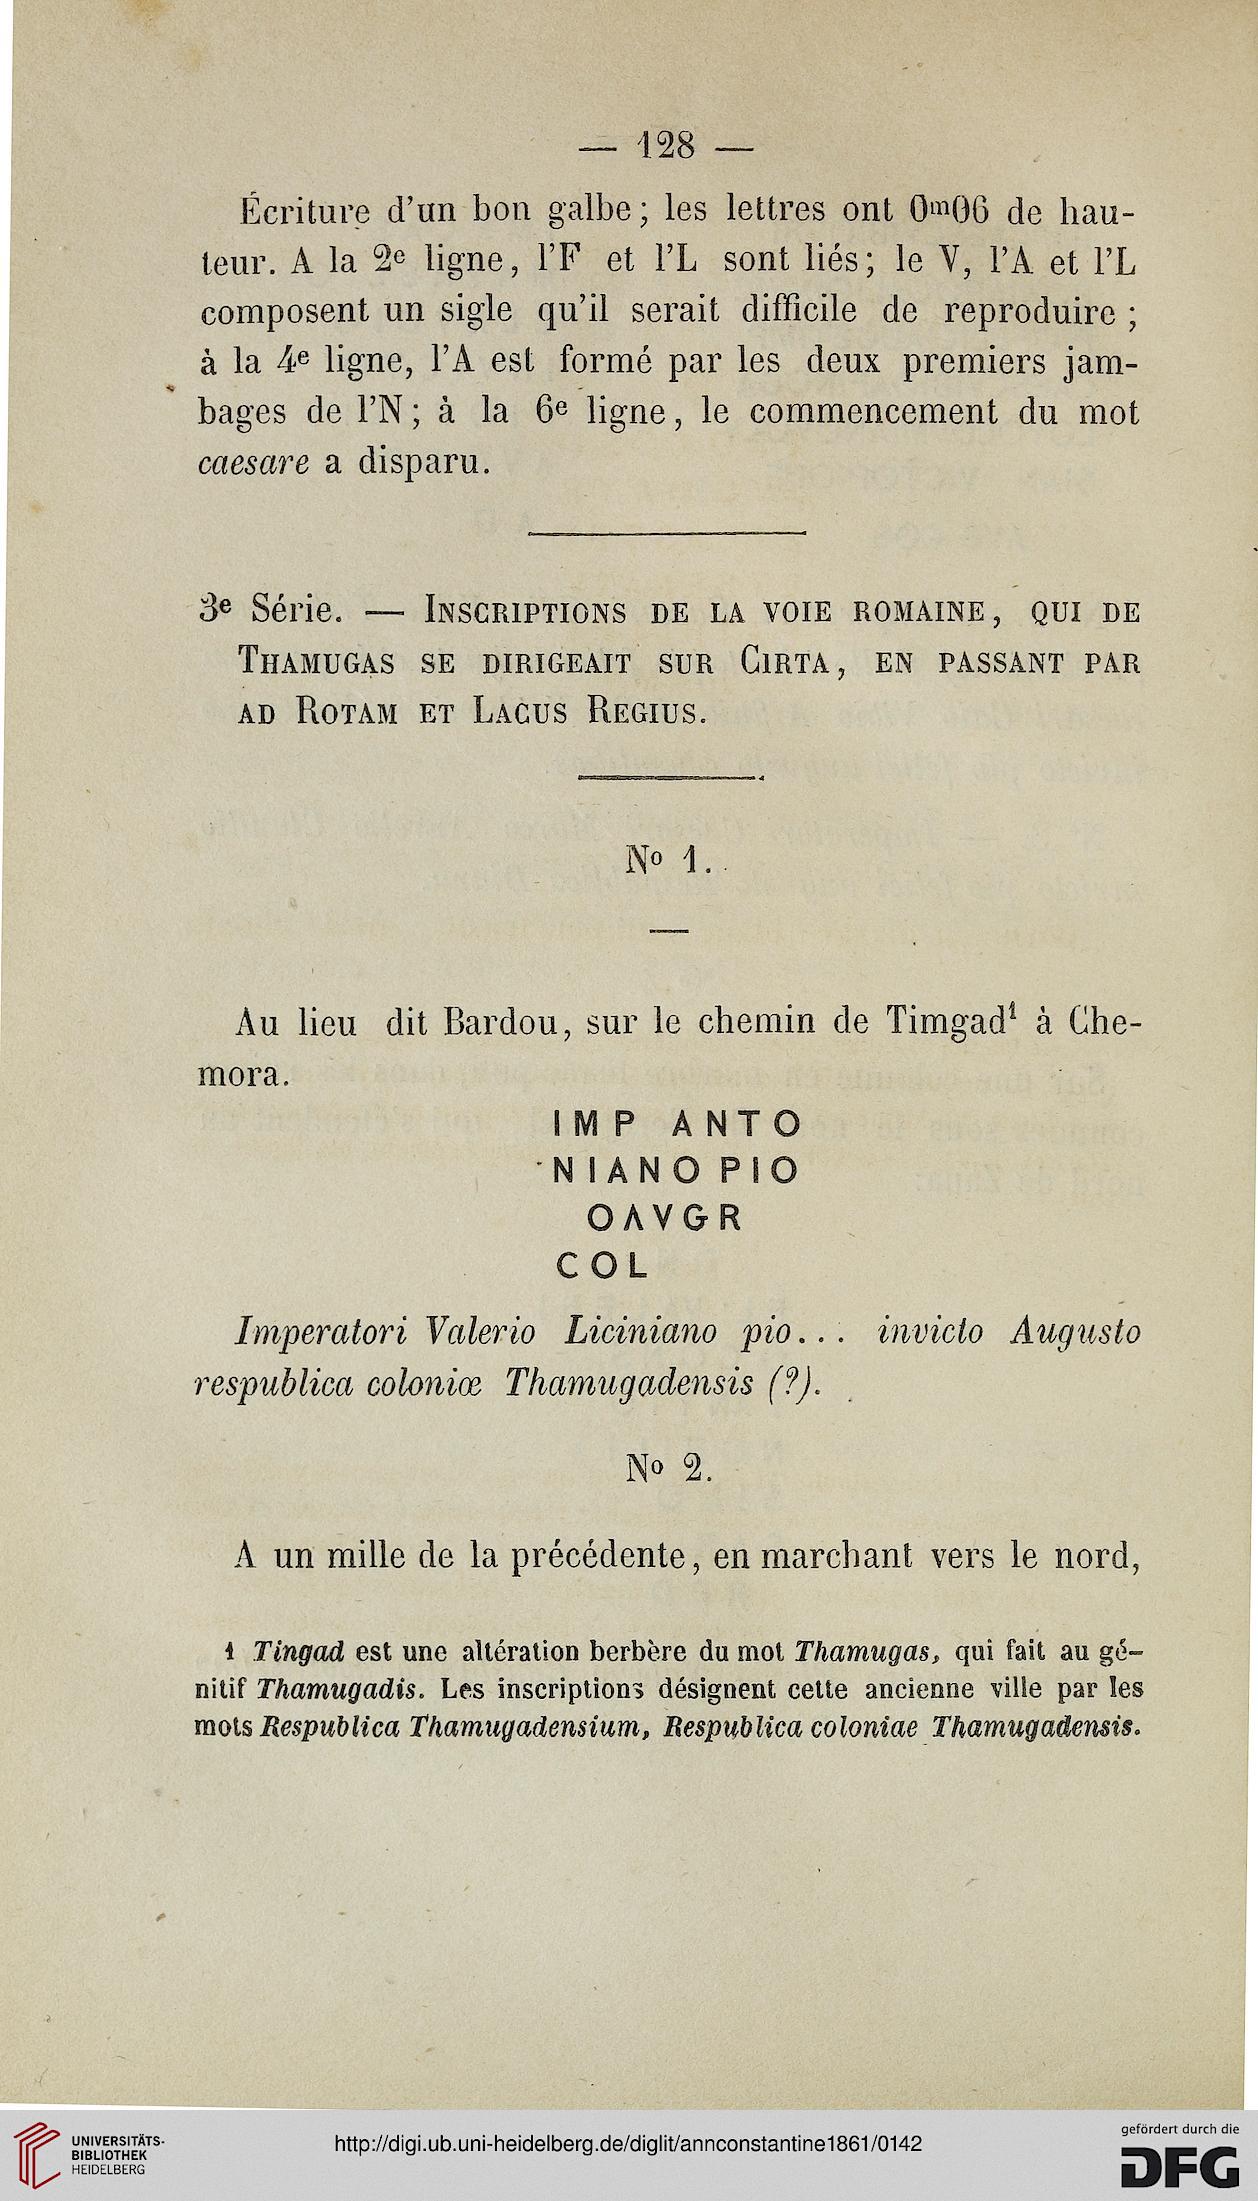 — 128 —
Écriture d'un bon galbe; les lettres ont 0m06 de hau-
teur. A la 2e ligne, l'F et l'L sont liés; le V, l'A et l'L
composent un sigle qu'il serait difficile de reproduire;
à la 4e ligne, l'A est formé par les deux premiers jam-
bages de l'N; à la 6e ligne, le commencement du mot
caesare a disparu.
3e Série. — Inscriptions de la voie romaine, qui de
Thamugas se dirigeait sur Cirta, en passant par
ad Rotam et Lacus Regius.
No 1.
Au lieu dit Bardou, sur le chemin de Timgad1 à Che-
mora.
IMP ANTO
NIANO PIO
OΛVGR
COL
Imperatori Valerio Liciniano pio... invicto Augusto
respublica coloniœ Thamugadensis (?).
No 2.
A un mille de la précédente, en marchant vers le nord,
1 Tingad est une altération berbère du mot Thamugas, qui fait au gé-
nitif Thamugadis. Les inscriptions désignent cette ancienne ville par les
mots Respublica Thamugadensium, Respublica coloniae Thamugadensis.
UNIVERSITÄTS-
BIBLIOTHEK
HEIDELBERG
http://digi.ub.uni-heidelberg.de/diglit/annconstantine1861/0142
gefördert durch die
DFG